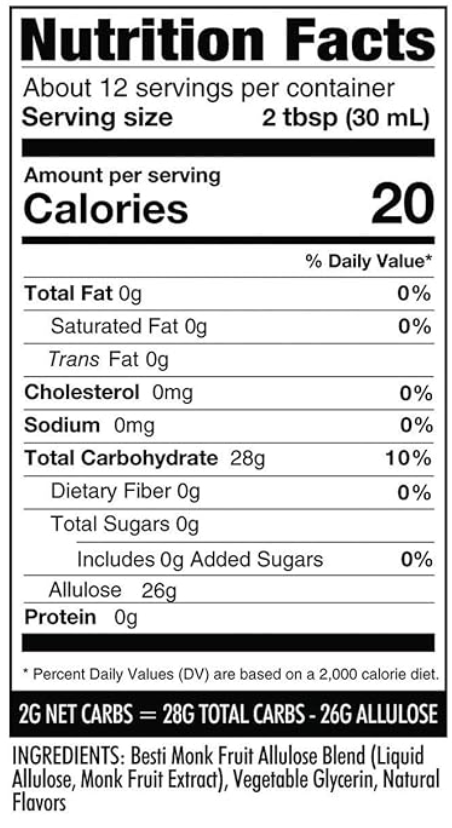 Nutrition Facts
About 12 servings per container
Serving size 2 tbsp (30 mL)
Amount per serving
Calories 20
% Daily Value*
Total Fat 0g 0%
Saturated Fat 0g 0%
Trans Fat 0g
Cholesterol 0mg 0%
Sodium 0mg 0%
Total Carbohydrate 28g 10%
Dietary Fiber 0g 0%
Total Sugars 0g
Includes 0g Added Sugars 0%
Allulose 26g
Protein 0g
* Percent Daily Values (DV) are based on a 2,000 calorie diet.
2G NET CARBS = 28G TOTAL CARBS - 26G ALLULOSE
INGREDIENTS: Besti Monk Fruit Allulose Blend (Liquid
Allulose, Monk Fruit Extract), Vegetable Glycerin, Natural
Flavors